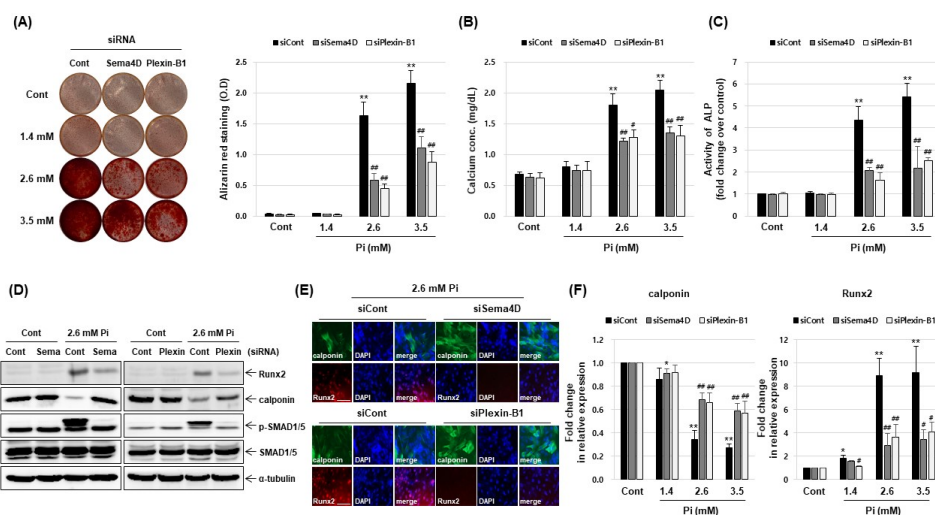 (A)
siRNA
Cont Sema4D Plexin-B1
Cont
1.4 mM
2.6 mM
3.5 mM
siCont siSema4D siPlexin-B1
Alizarin red staining (O.D)
2.5
2.0
1.5
1.0
0.5
0.0
**
##
##
**
##
##
Cont 1.4 2.6 3.5
Pi (mM)
(B)
siCont siSema4D siPlexin-B1
Calcium conc. (mg/dL)
2.5
2.0
1.5
1.0
0.5
0.0
**
##
#
**
##
##
Cont 1.4 2.6 3.5
Pi (mM)
(C)
siCont siSema4D siPlexin-B1
Activity of ALP
(fold change over control)
7
6
5
4
3
2
1
0
**
##
##
**
##
##
Cont 1.4 2.6 3.5
Pi (mM)
(D)
Cont 2.6 mM Pi Cont 2.6 mM Pi
Cont Sema Cont Sema Cont Plexin Cont Plexin (siRNA)
Runx2
calponin
p-SMAD1/5
SMAD1/5
α-tubulin
(E)
2.6 mM Pi
siCont siSema4D
calponin DAPI merge calponin DAPI merge
Runx2 DAPI merge Runx2 DAPI merge
siCont siPlexin-B1
calponin DAPI merge calponin DAPI merge
Runx2 DAPI merge Runx2 DAPI merge
(F)
calponin
siCont siSema4D siPlexin-B1
Fold change
in relative expression
1.2
1.0
0.8
0.6
0.4
0.2
0.0
*
**
##
##
**
##
##
Cont 1.4 2.6 3.5
Pi (mM)
Runx2
siCont siSema4D siPlexin-B1
Fold change
in relative expression
12.0
10.0
8.0
6.0
4.0
2.0
0.0
*
#
**
##
##
**
#
#
Cont 1.4 2.6 3.5
Pi (mM)